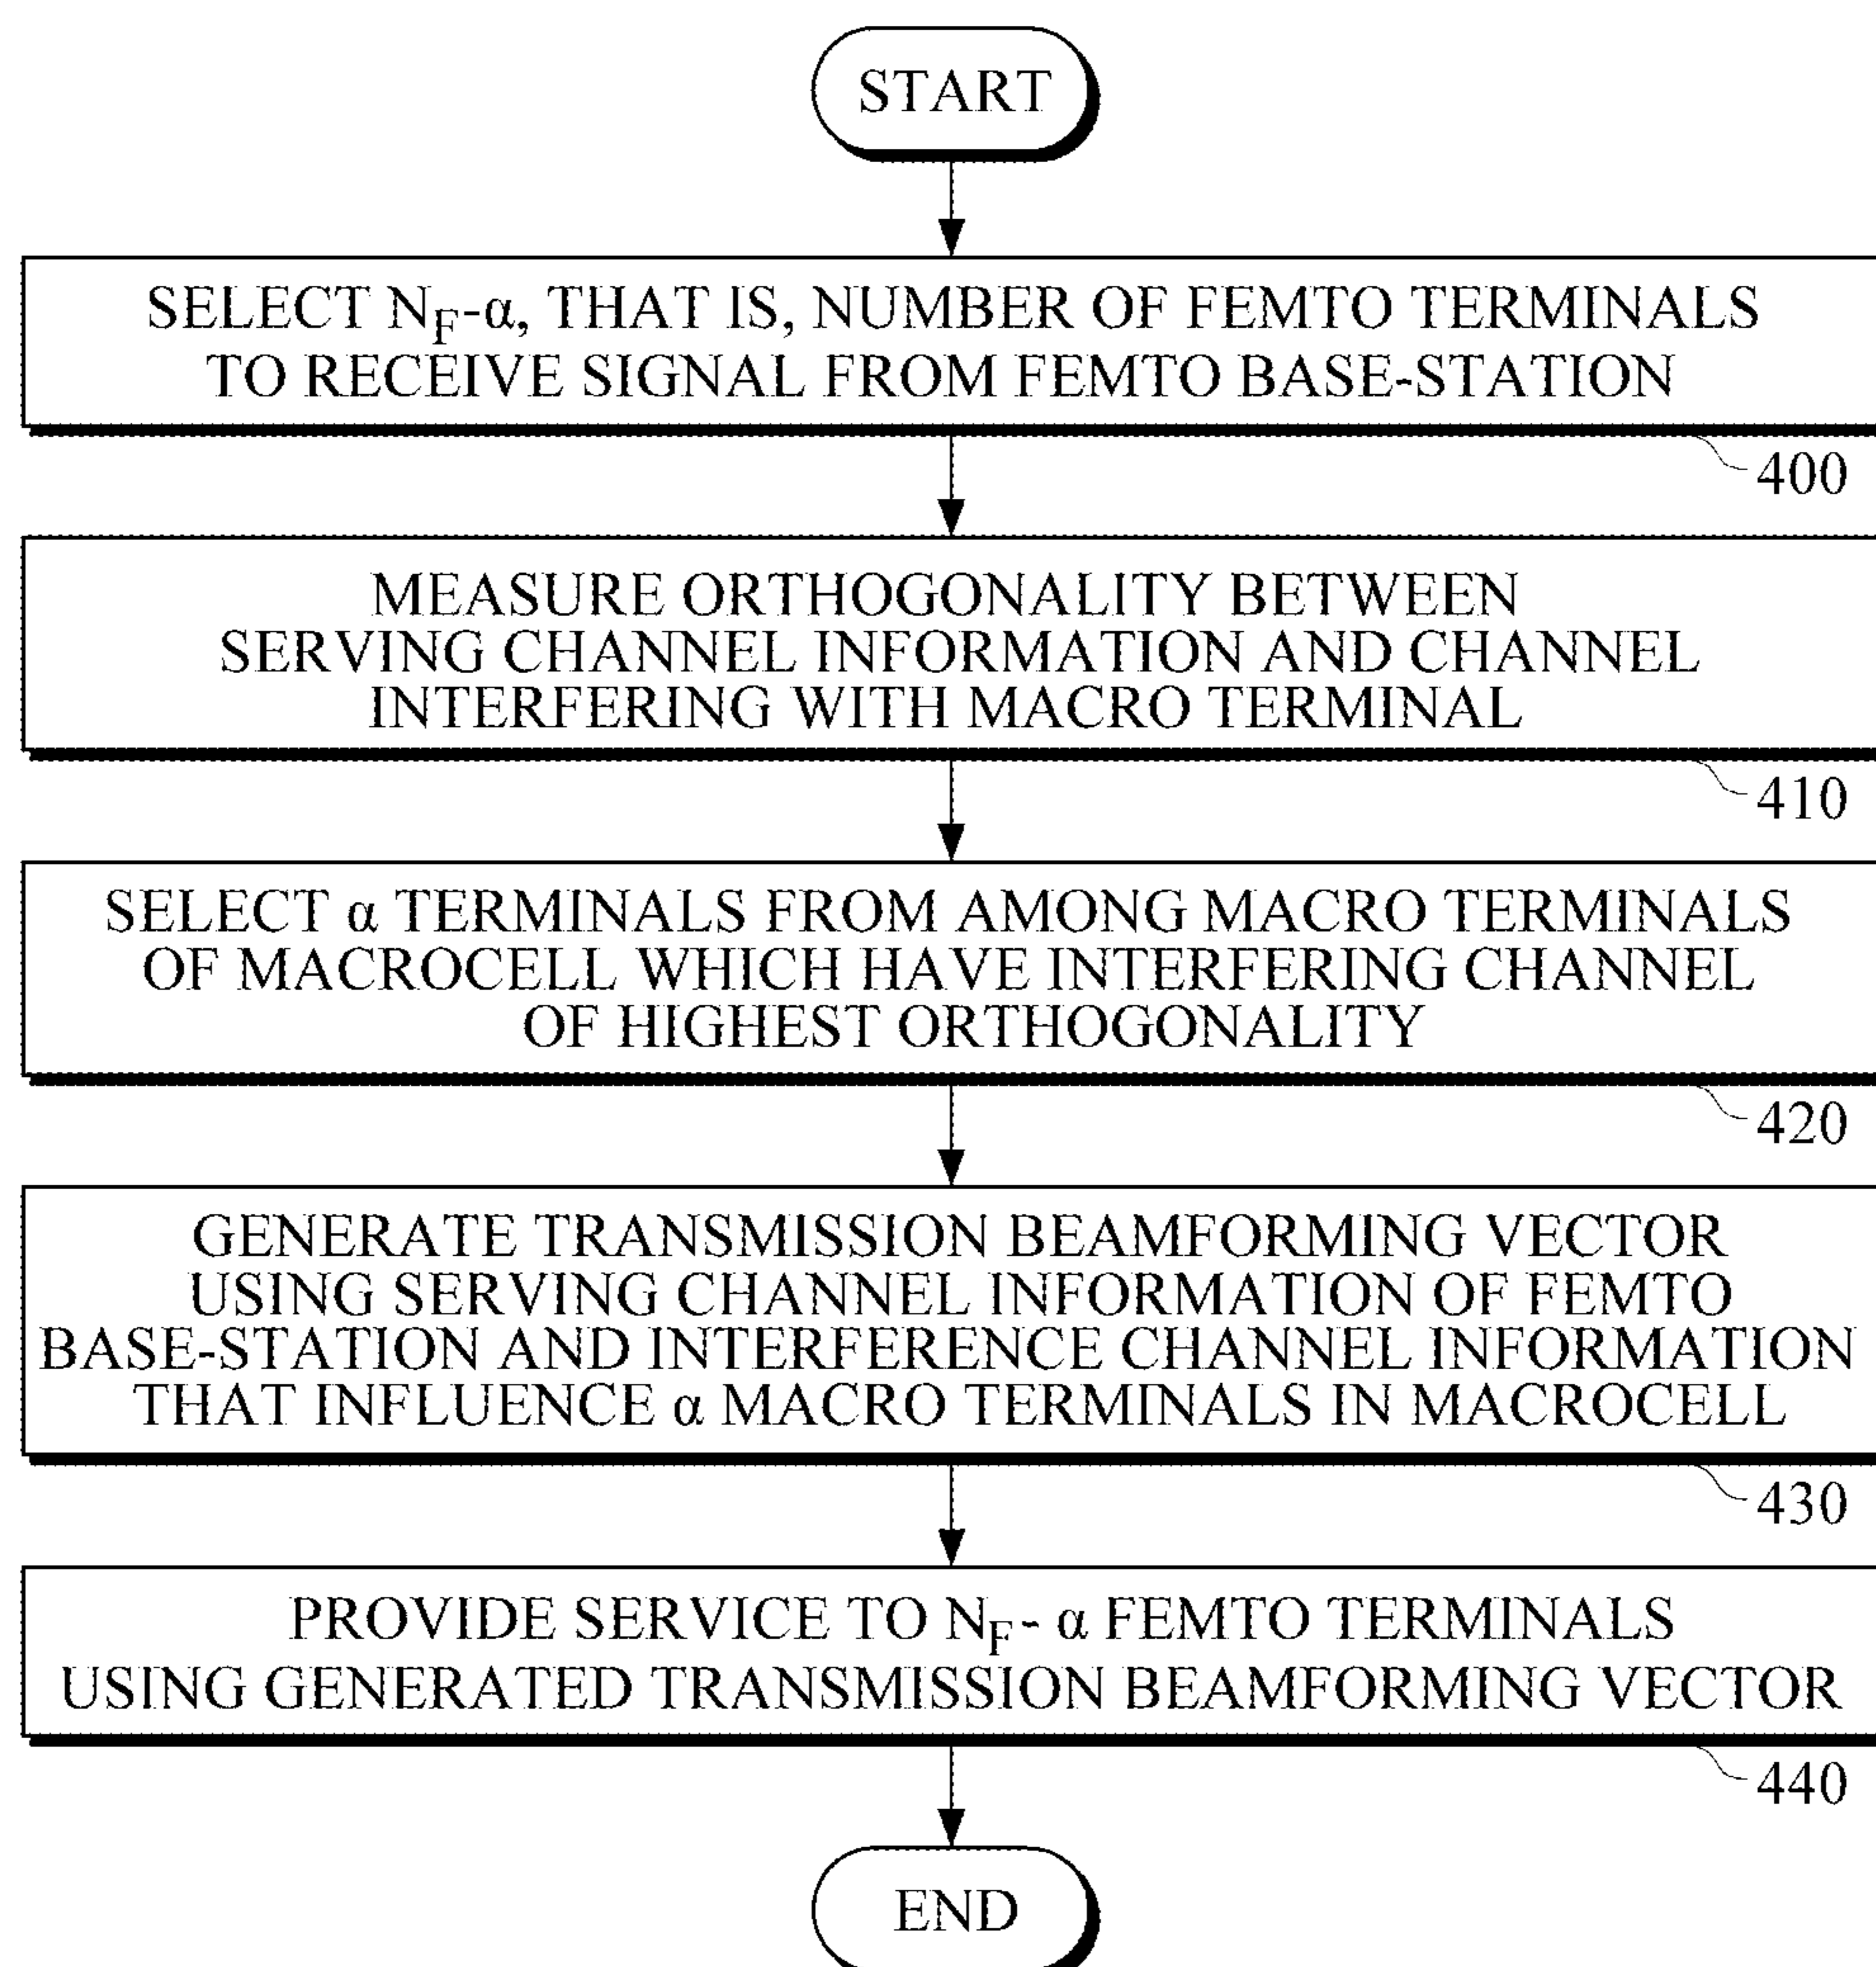 START
SELECT N_F-α, THAT IS, NUMBER OF FEMTO TERMINALS
TO RECEIVE SIGNAL FROM FEMTO BASE-STATION
400
MEASURE ORTHOGONALITY BETWEEN
SERVING CHANNEL INFORMATION AND CHANNEL
INTERFERING WITH MACRO TERMINAL
410
SELECT α TERMINALS FROM AMONG MACRO TERMINALS
OF MACROCELL WHICH HAVE INTERFERING CHANNEL
OF HIGHEST ORTHOGONALITY
420
GENERATE TRANSMISSION BEAMFORMING VECTOR
USING SERVING CHANNEL INFORMATION OF FEMTO
BASE-STATION AND INTERFERENCE CHANNEL INFORMATION
THAT INFLUENCE α MACRO TERMINALS IN MACROCELL
430
PROVIDE SERVICE TO N_F- α FEMTO TERMINALS
USING GENERATED TRANSMISSION BEAMFORMING VECTOR
440
END